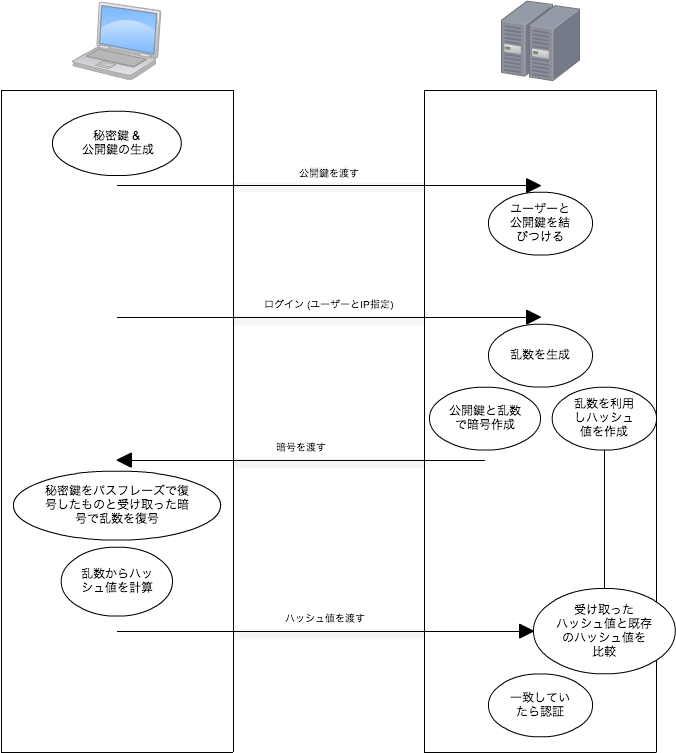 秘密鍵 &
公開鍵の生成
公開鍵を渡す
ユーザーと
公開鍵を結
びつける
ログイン (ユーザーとIP指定)
乱数を生成
公開鍵と乱数
で暗号作成
乱数を利用
しハッシュ
値を作成
暗号を渡す
秘密鍵をパスフレーズで復
号したものと受け取った暗
号で乱数を復号
乱数からハッ
シュ値を計算
ハッシュ値を渡す
受け取った
ハッシュ値と既存
のハッシュ値を
比較
一致してい
たら認証